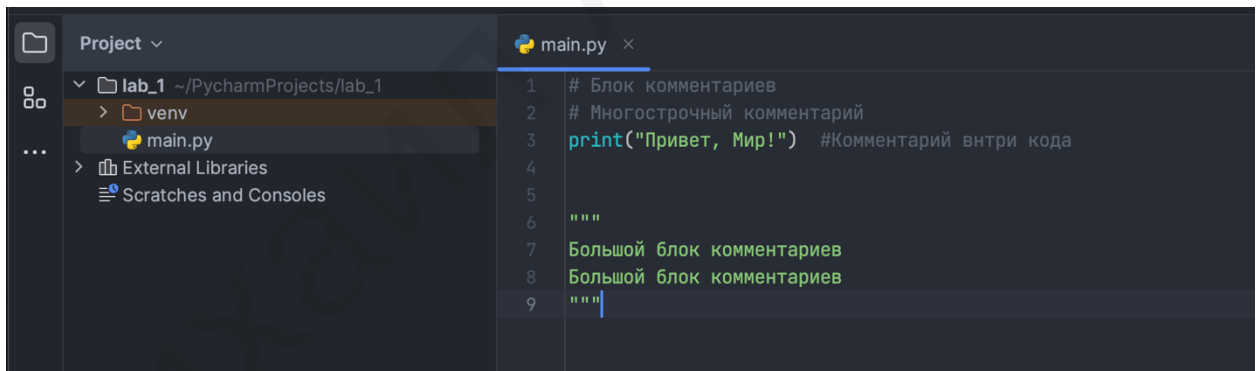 Project
lab_1 ~/PycharmProjects/lab_1
venv
main.py
External Libraries
Scratches and Consoles
main.py
1 # Блок комментариев
2 # Многострочный комментарий
3 print("Привет, Мир!") #Комментарий внтри кода
4
5
6 """
7 Большой блок комментариев
8 Большой блок комментариев
9 """